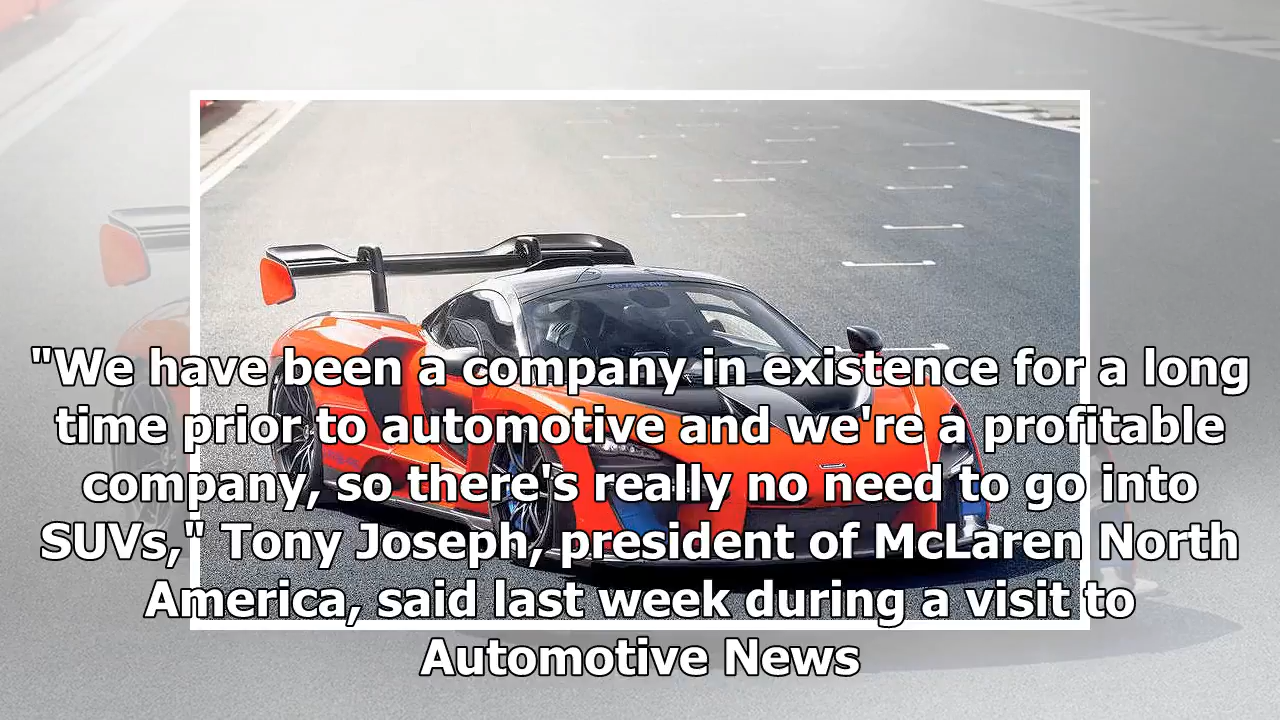 "We have been a company in existence for a long
time prior to automotive and we're a profitable
company, so there's really no need to go into
SUVs," Tony Joseph, president of McLaren North
America, said last week during a visit to
Automotive News